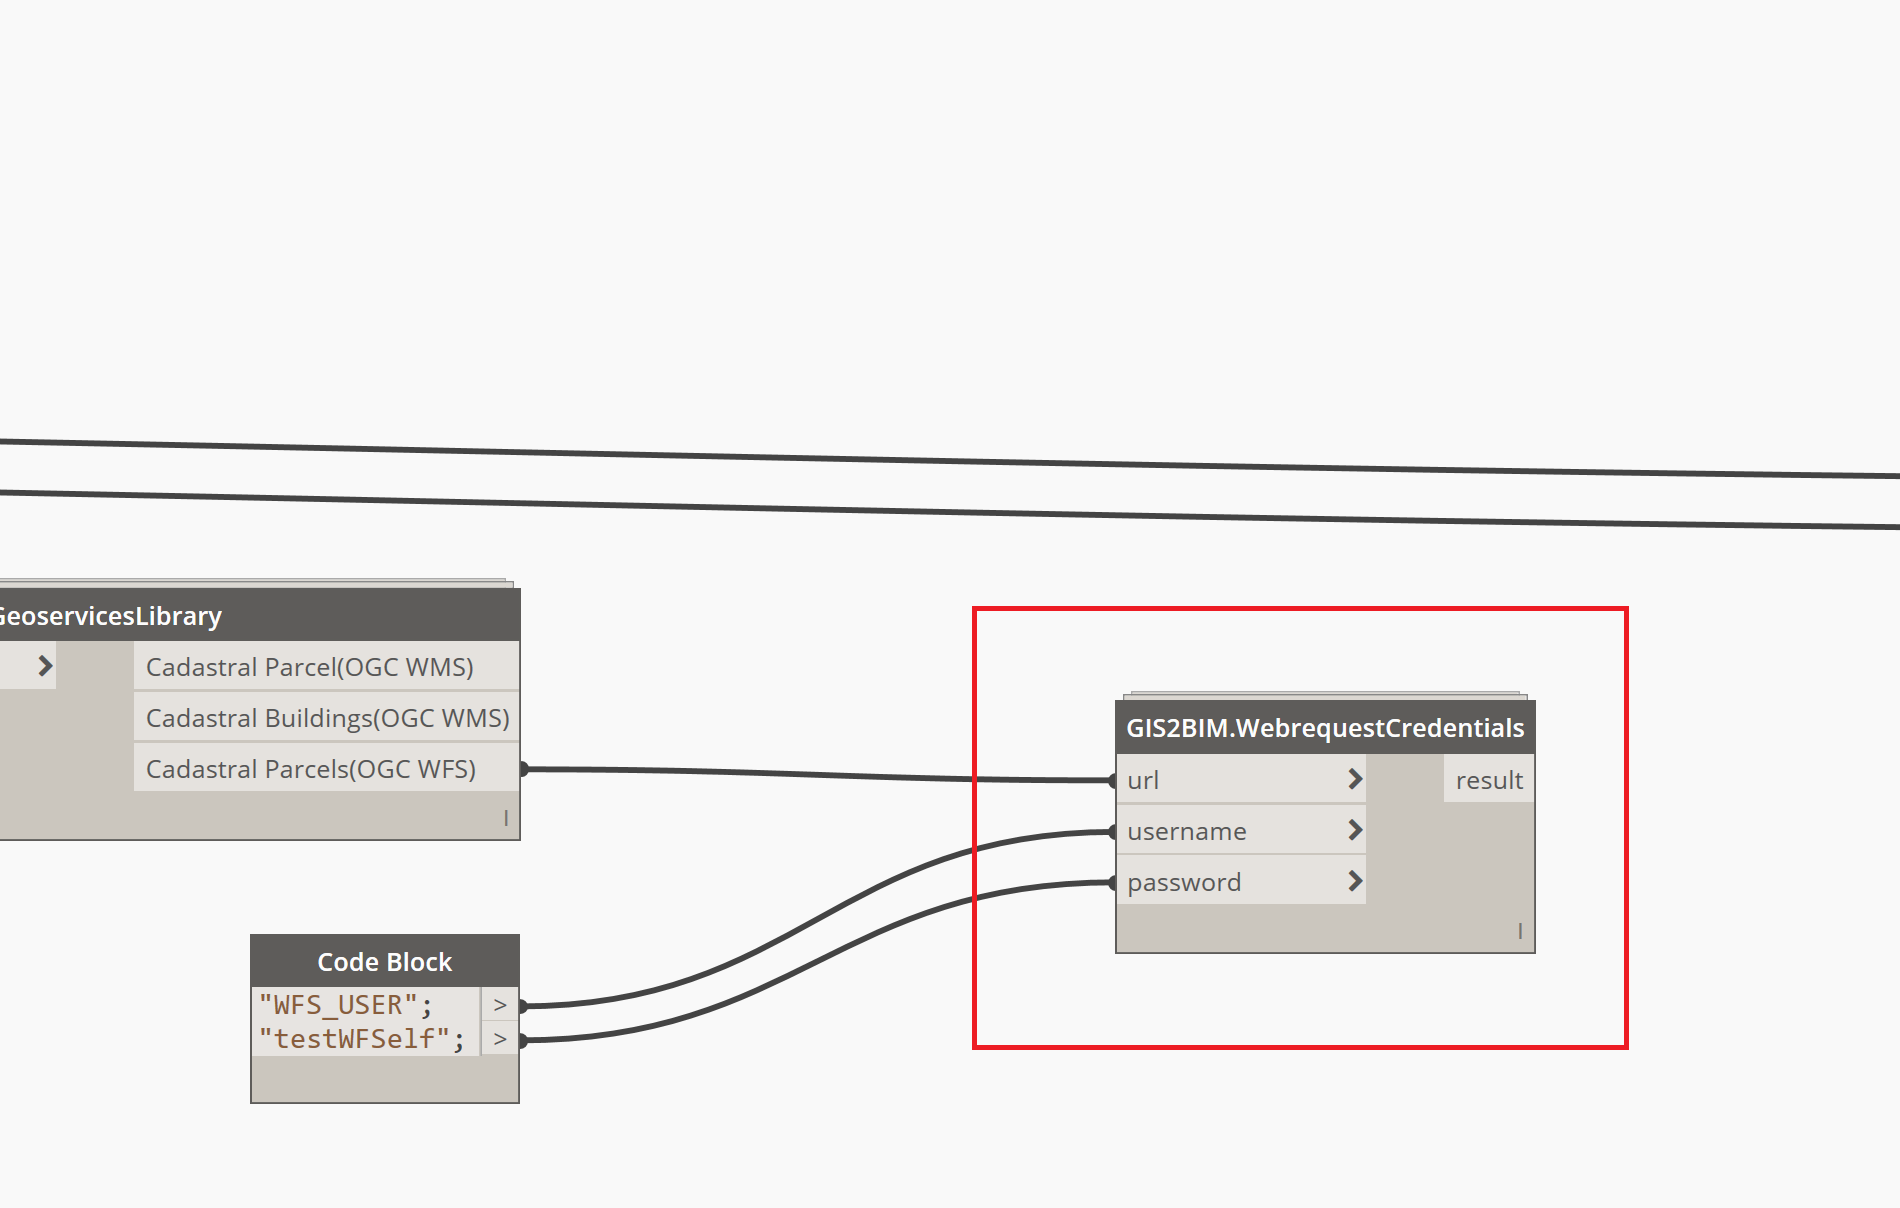 GeoservicesLibrary
Cadastral Parcel(OGC WMS)
Cadastral Buildings(OGC WMS)
Cadastral Parcels(OGC WFS)
GIS2BIM.WebrequestCredentials
url
result
username
password
Code Block
"WFS_USER"; >
"testWFSelf"; >